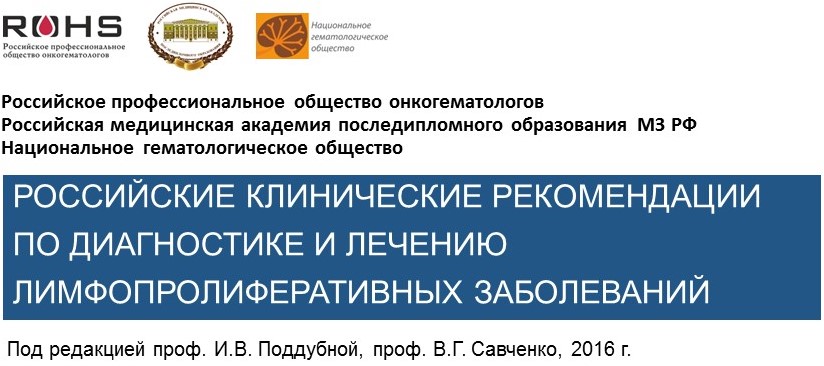 ROHS
Российское профессиональное
общество онкогематологов
Национальное
гематологическое
общество
Российское профессиональное общество онкогематологов
Российская медицинская академия последипломного образования МЗ РФ
Национальное гематологическое общество
РОССИЙСКИЕ КЛИНИЧЕСКИЕ РЕКОМЕНДАЦИИ
ПО ДИАГНОСТИКЕ И ЛЕЧЕНИЮ
ЛИМФОПРОЛИФЕРАТИВНЫХ ЗАБОЛЕВАНИЙ
Под редакцией проф. И.В. Поддубной, проф. В.Г. Савченко, 2016 г.